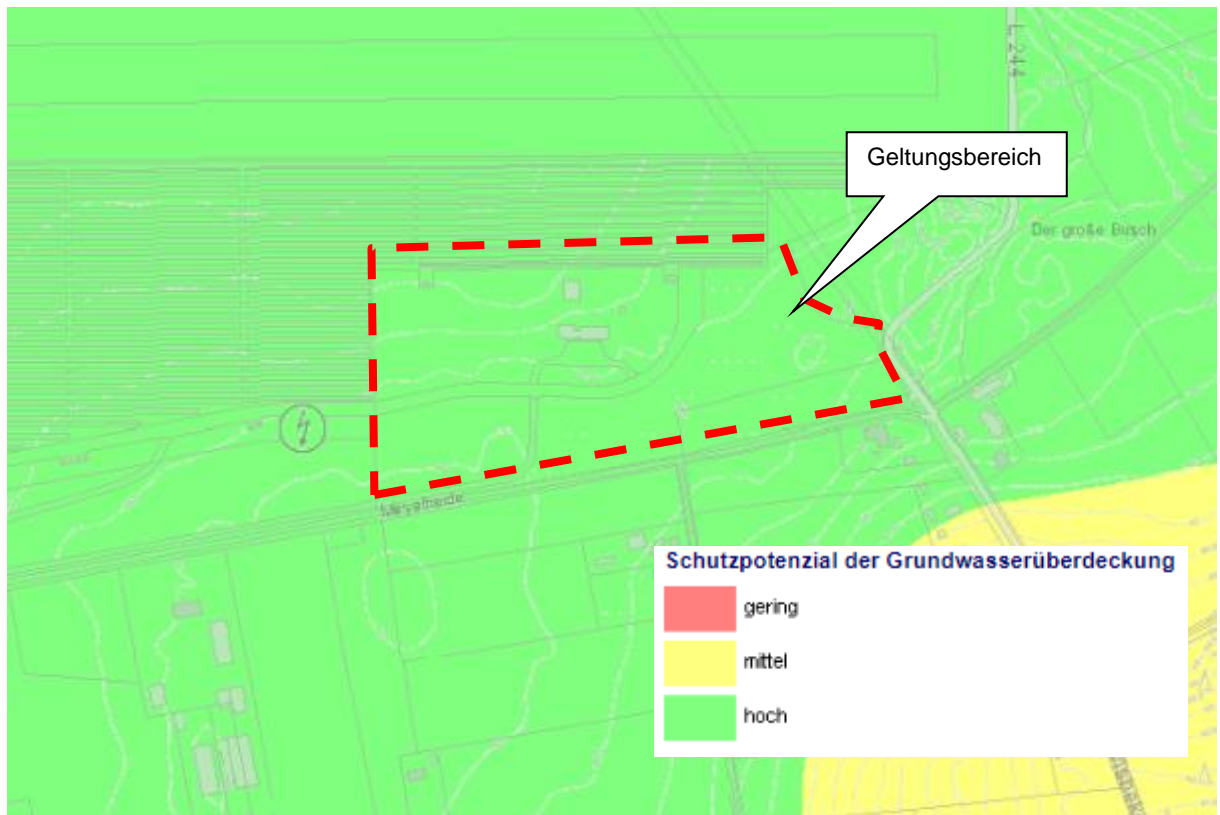 L 244
Geltungsbereich
Der große Busch
Schutzpotenzial der Grundwasserüberdeckung
gering
mittel
hoch